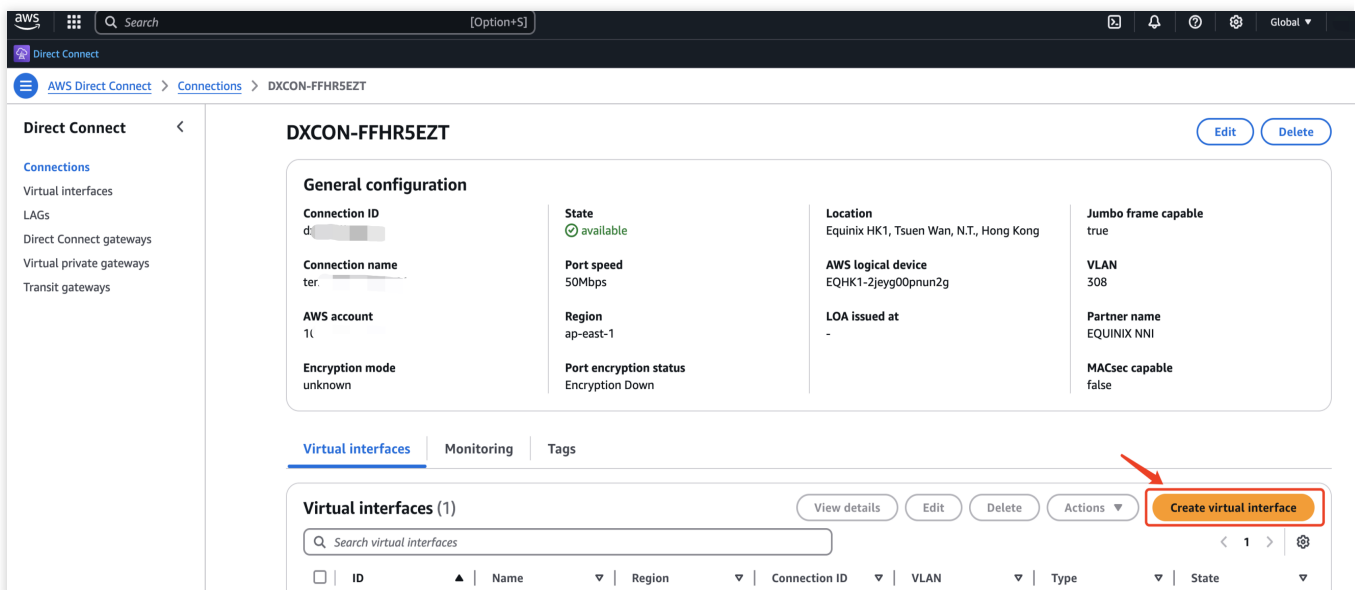 aws
Search [Option+S] Global ▼
Direct Connect
AWS Direct Connect > Connections > DXCON-FFHR5EZT
Direct Connect
Connections
Virtual interfaces
LAGs
Direct Connect gateways
Virtual private gateways
Transit gateways
DXCON-FFHR5EZT
Edit Delete
General configuration
Connection ID
Connection name
ter.
AWS account
Encryption mode
unknown
State
available
Port speed
50Mbps
Region
ap-east-1
Port encryption status
Encryption Down
Location
Equinix HK1, Tsuen Wan, N.T., Hong Kong
AWS logical device
EQHK1-2jeyg00pnun2g
LOA issued at
-
Jumbo frame capable
true
VLAN
308
Partner name
EQUINIX NNI
MACsec capable
false
Virtual interfaces Monitoring Tags
Virtual interfaces (1)
View details Edit Delete Actions ▼ Create virtual interface
Search virtual interfaces
< 1 >
ID Name Region Connection ID VLAN Type State